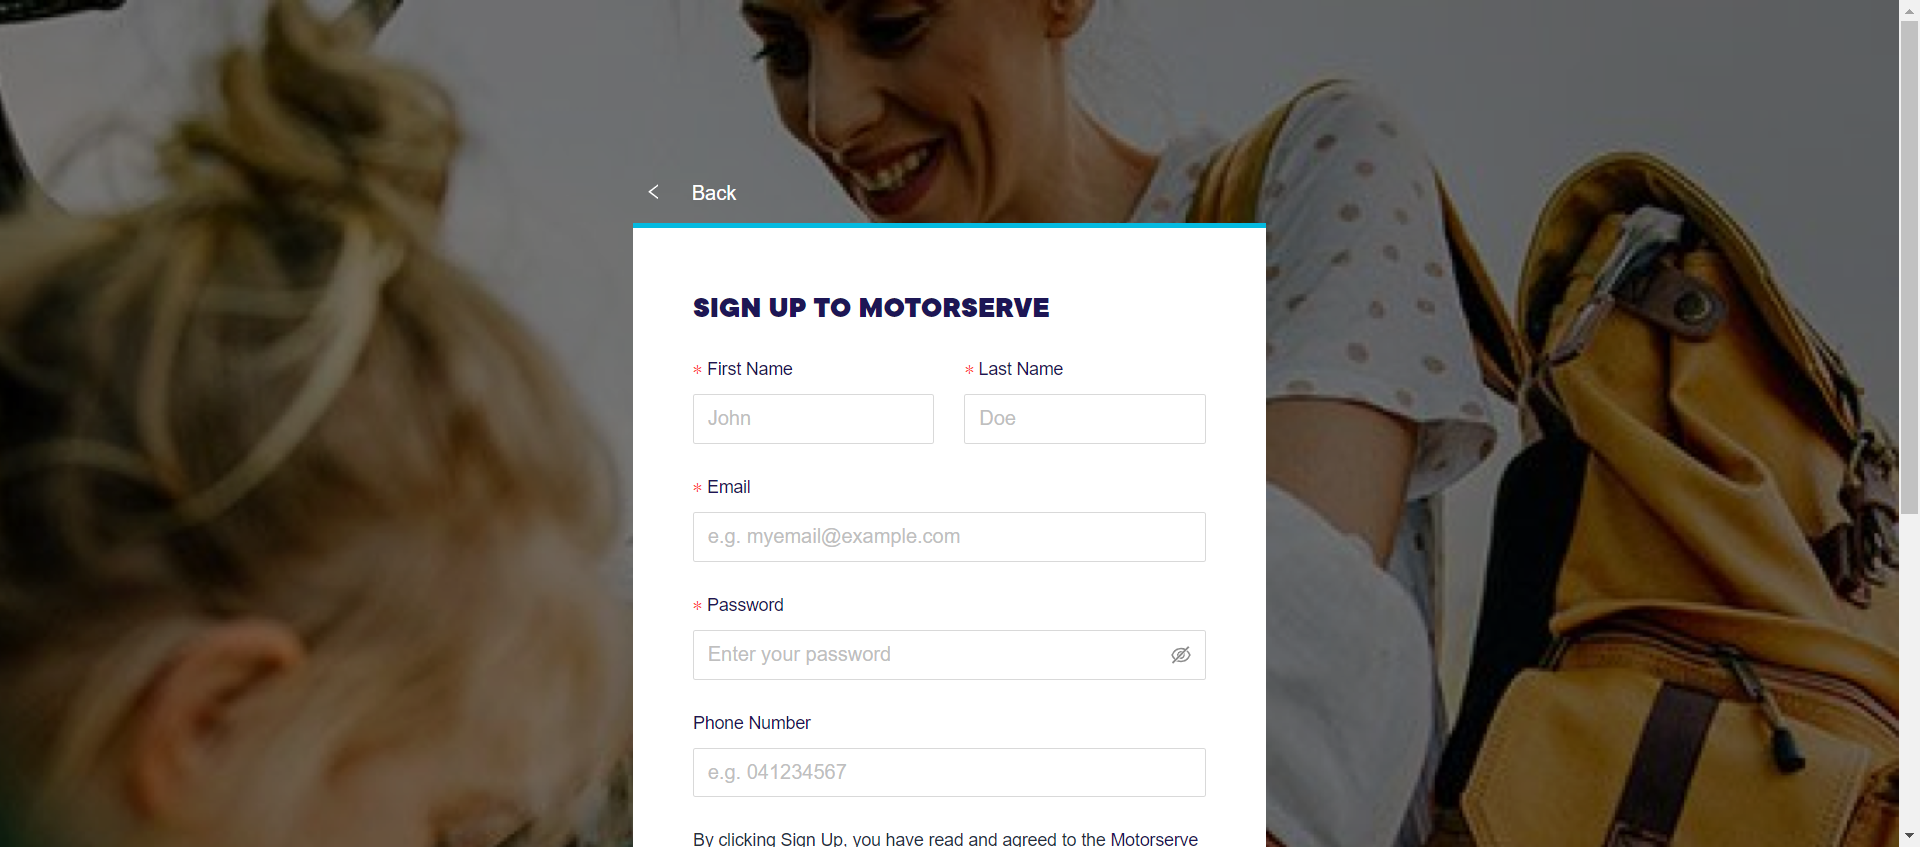 Back
SIGN UP TO MOTORSERVE
* First Name
* Last Name
John
Doe
* Email
e.g. myemail@example.com
* Password
Enter your password
Phone Number
e.g. 041234567
By clicking Sign Up, you have read and agreed to the Motorserve